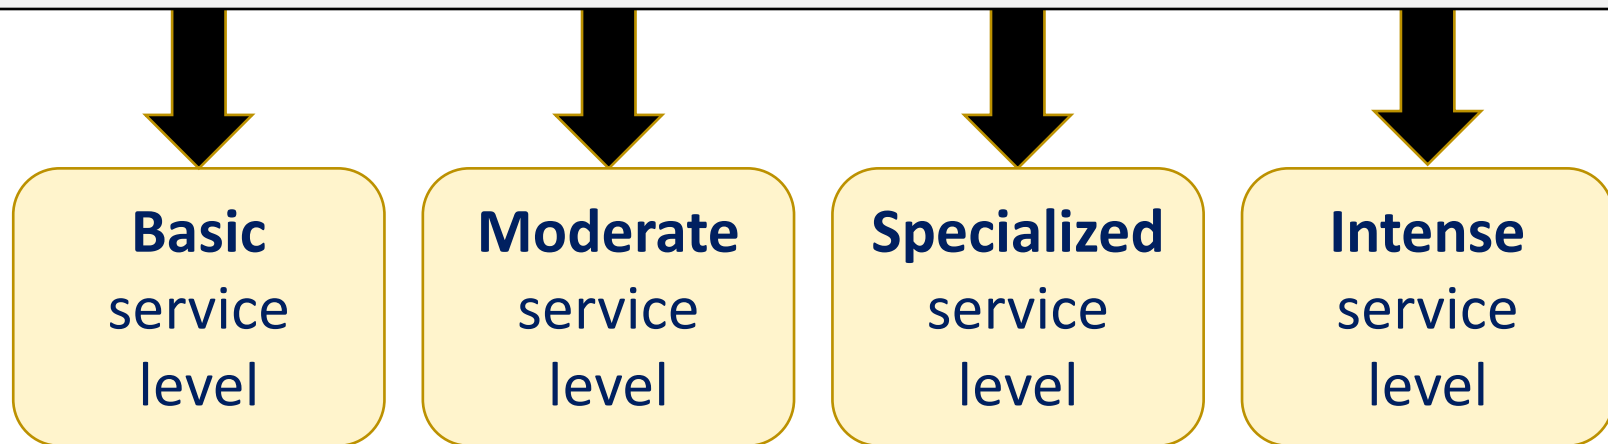 Basic
service
level
Moderate
service
level
Specialized
service
level
Intense
service
level